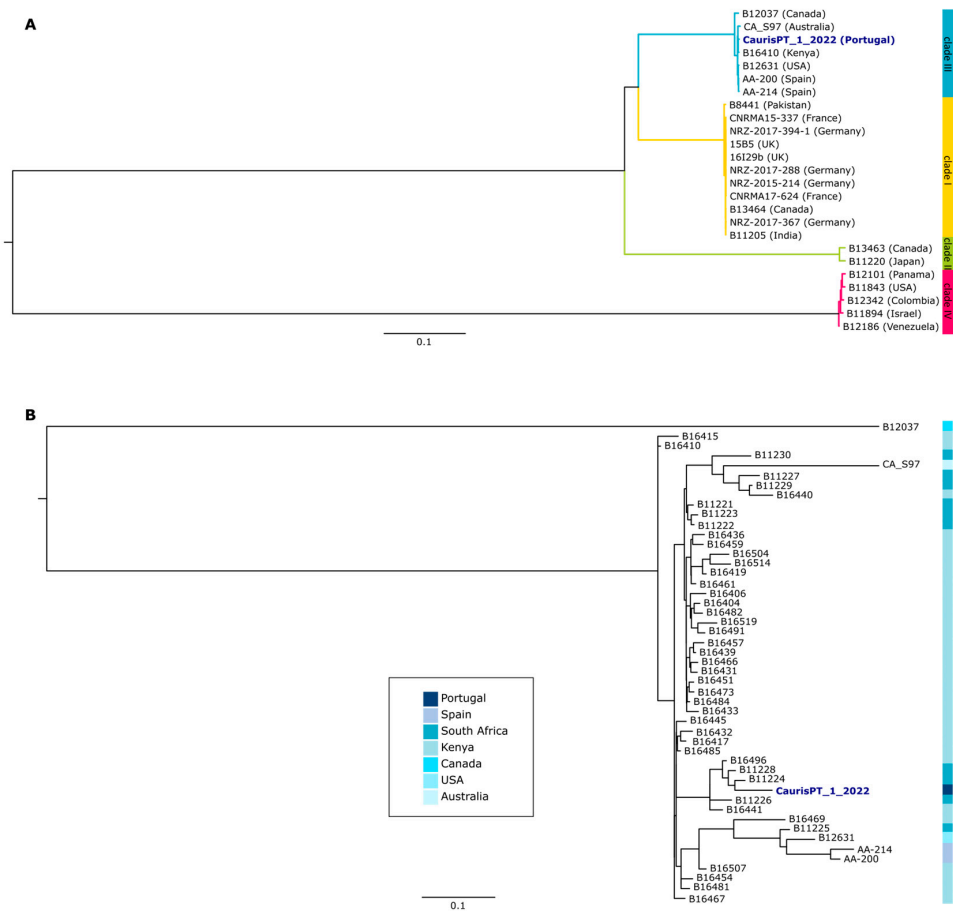 A
B12037 (Canada)
CA_S97 (Australia)
CaurisPT_1_2022 (Portugal)
B16410 (Kenya)
B12631 (USA)
AA-200 (Spain)
AA-214 (Spain)
clade III
B8441 (Pakistan)
CNRMA15-337 (France)
NRZ-2017-394-1 (Germany)
15B5 (UK)
16I29b (UK)
NRZ-2017-288 (Germany)
NRZ-2015-214 (Germany)
CNRMA17-624 (France)
B13464 (Canada)
NRZ-2017-367 (Germany)
B11205 (India)
clade I
B13463 (Canada)
B11220 (Japan)
clade II
B12101 (Panama)
B11843 (USA)
B12342 (Colombia)
B11894 (Israel)
B12186 (Venezuela)
clade IV
0.1
B
B12037
B16415
B16410
B11230
CA_S97
B11227
B11229
B16440
B11221
B11223
B11222
B16436
B16459
B16504
B16514
B16419
B16461
B16406
B16404
B16482
B16519
B16491
B16457
B16439
B16466
B16431
B16451
B16473
B16484
B16433
B16445
B16432
B16417
B16485
B16496
B11228
B11224
CaurisPT_1_2022
B11226
B16441
B16469
B11225
B12631
AA-214
AA-200
B16507
B16454
B16481
B16467
Portugal
Spain
South Africa
Kenya
Canada
USA
Australia
0.1